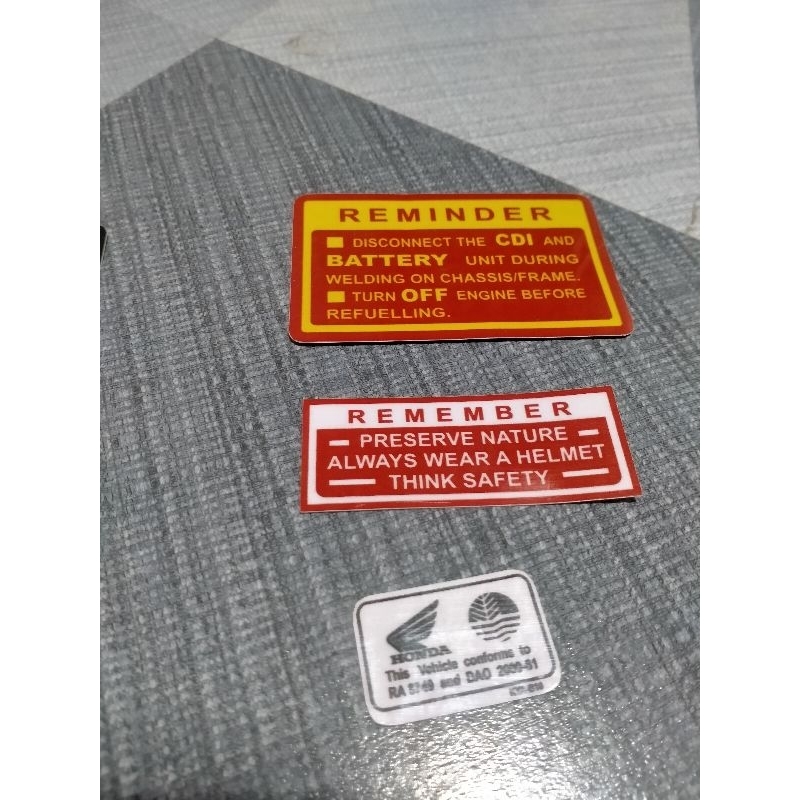 REMINDER
■ DISCONNECT THE CDI AND
BATTERY UNIT DURING
WELDING ON CHASSIS/FRAME.
■ TURN OFF ENGINE BEFORE
REFUELLING.
REMEMBER
PRESERVE NATURE
ALWAYS WEAR A HELMET
THINK SAFETY
HONDA
This Vehicle conforms to
RA 8749 and DAO 2000-81